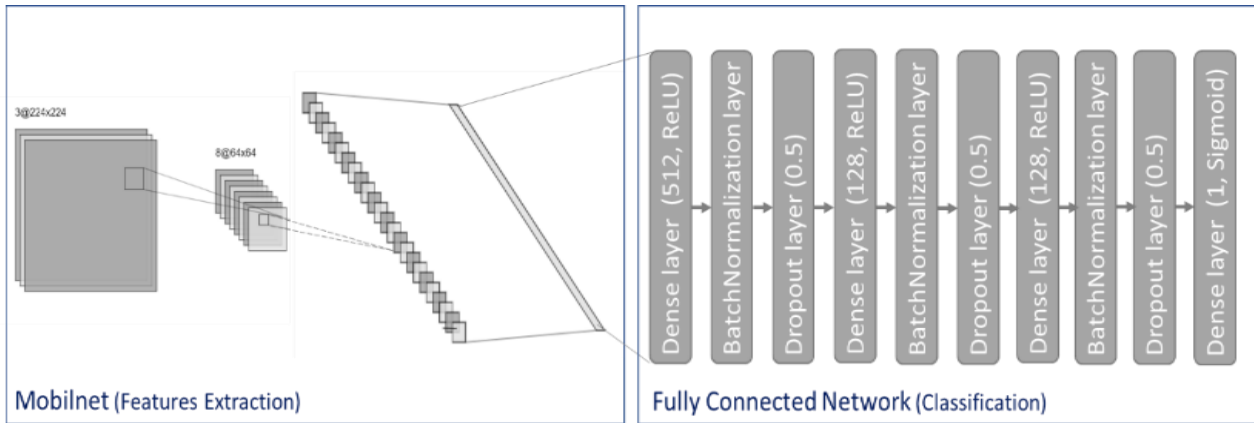 3@224x224
8@64x64
Mobilnet (Features Extraction)
Dense layer (512, ReLU)
BatchNormalization layer
Dropout layer (0.5)
Dense layer (128, ReLU)
BatchNormalization layer
Dropout layer (0.5)
Dense layer (128, ReLU)
BatchNormalization layer
Dropout layer (0.5)
Dense layer (1, Sigmoid)
Fully Connected Network (Classification)